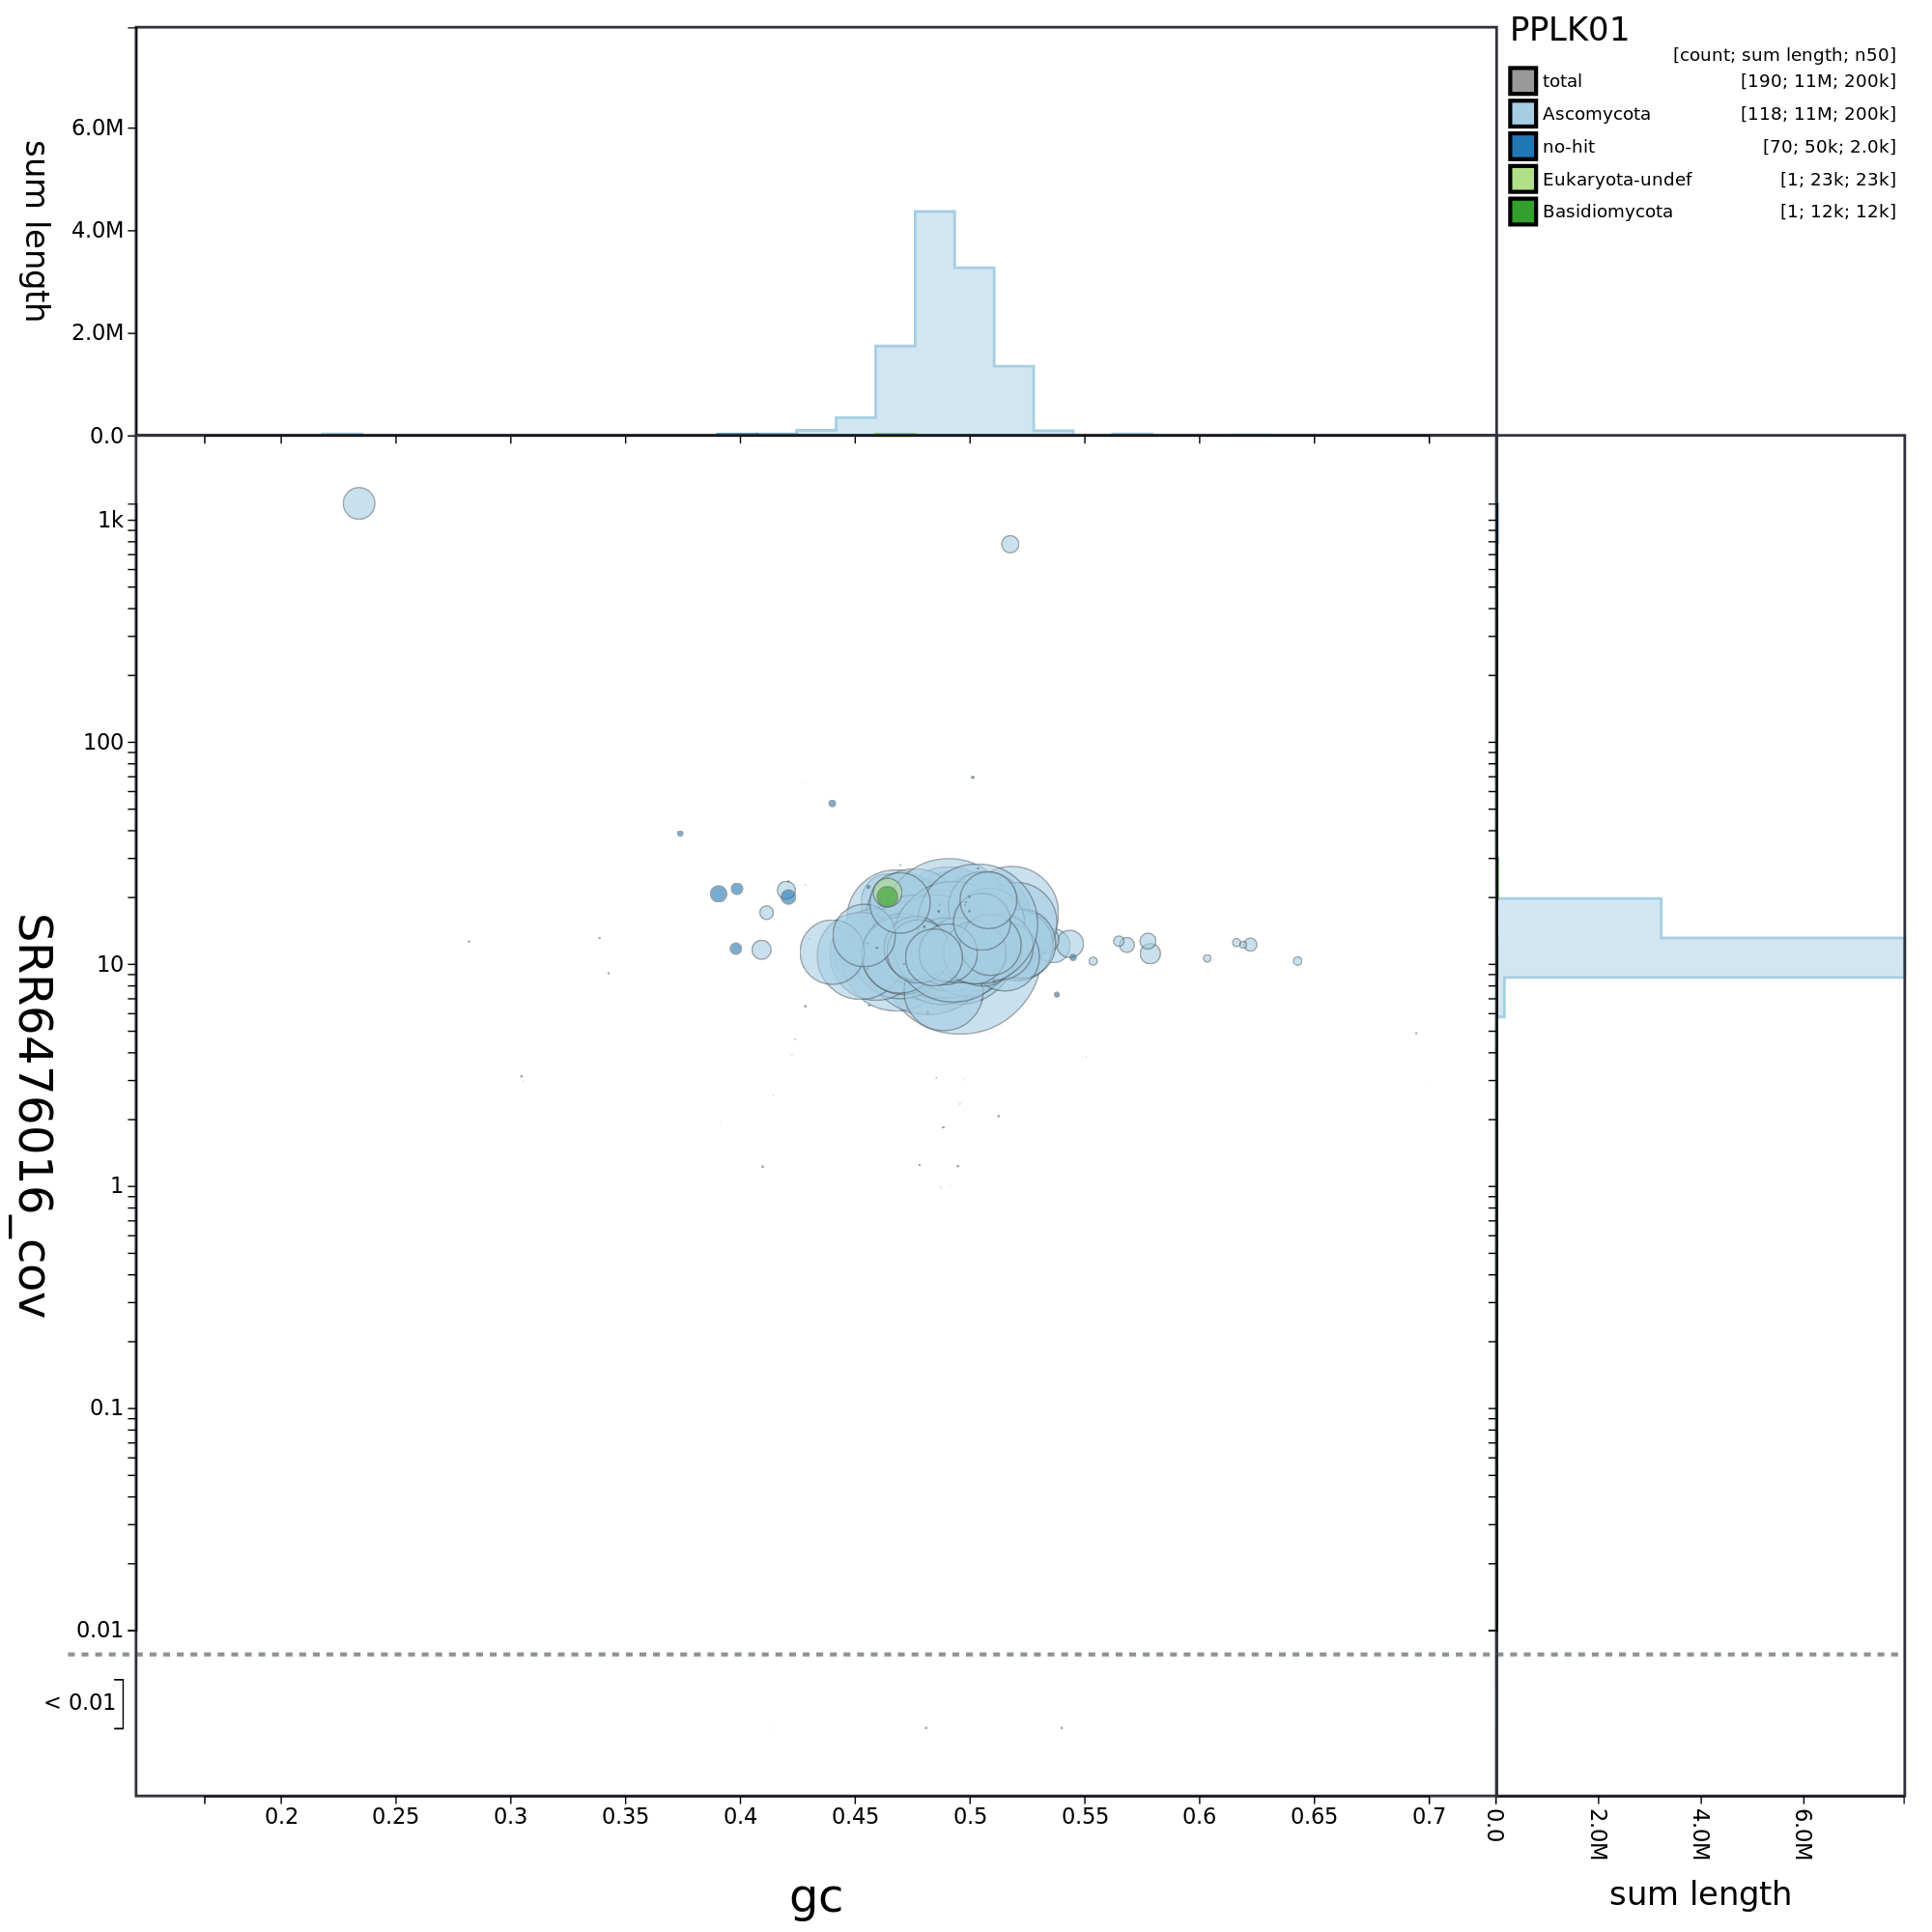 PPLK01
[count; sum length; n50]
total [190; 11M; 200k]
Ascomycota [118; 11M; 200k]
no-hit [70; 50k; 2.0k]
Eukaryota-undef [1; 23k; 23k]
Basidiomycota [1; 12k; 12k]
sum length
6.0M
4.0M
2.0M
0.0
SRR6476016_cov
1k
100
10
1
0.1
0.01
< 0.01
0.2 0.25 0.3 0.35 0.4 0.45 0.5 0.55 0.6 0.65 0.7
gc
0.0 2.0M 4.0M 6.0M
sum length